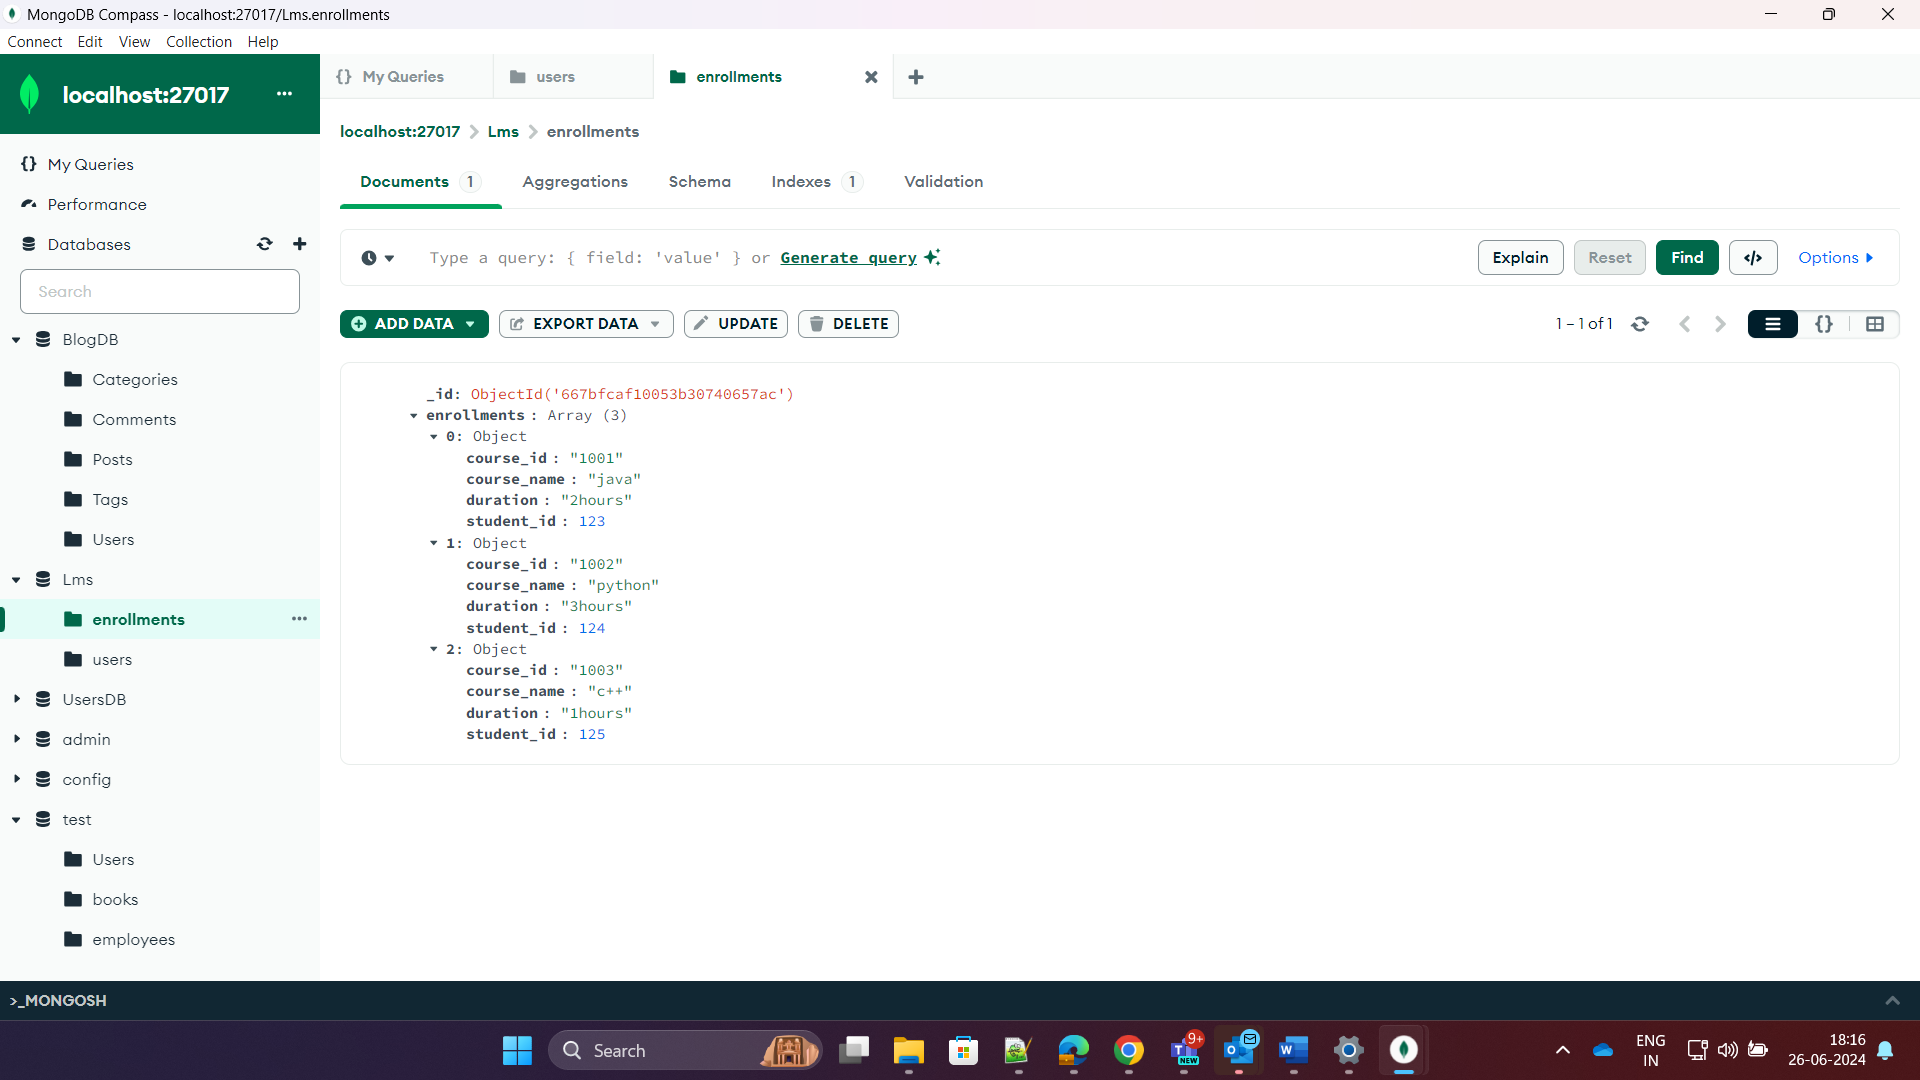 MongoDB Compass - localhost:27017/Lms.enrollments
Connect Edit View Collection Help
localhost:27017 ...
{} My Queries
users
enrollments
My Queries
Performance
Databases
Search
BlogDB
Categories
Comments
Posts
Tags
Users
Lms
enrollments ...
users
UsersDB
admin
config
test
Users
books
employees
localhost:27017 > Lms > enrollments
Documents 1 Aggregations Schema Indexes 1 Validation
Type a query: { field: 'value' } or Generate query
Explain Reset Find </> Options
ADD DATA EXPORT DATA UPDATE DELETE
1 – 1 of 1
{}
_id: ObjectId('667bfcaf10053b30740657ac')
enrollments : Array (3)
0: Object
course_id : "1001"
course_name : "java"
duration : "2hours"
student_id : 123
1: Object
course_id : "1002"
course_name : "python"
duration : "3hours"
student_id : 124
2: Object
course_id : "1003"
course_name : "c++"
duration : "1hours"
student_id : 125
>_MONGOSH
Search
9+
NEW
ENG
IN
18:16
26-06-2024